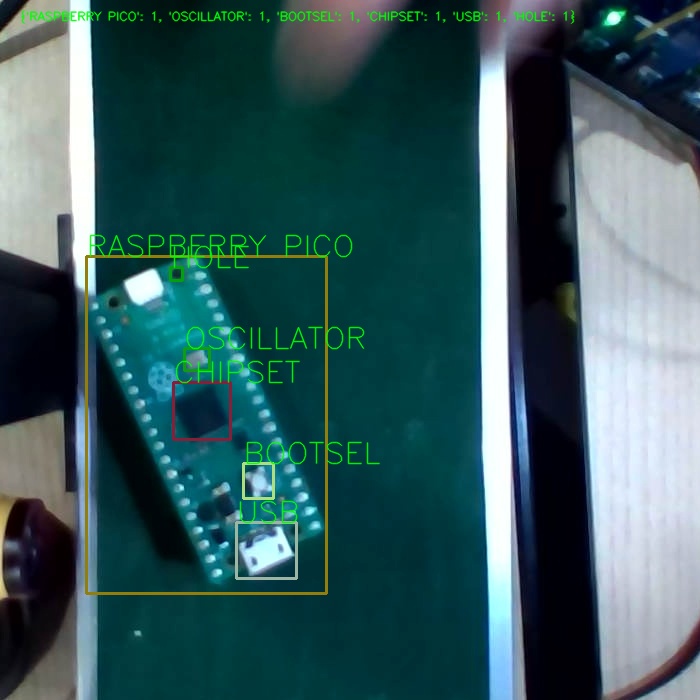 {'RASPBERRY PICO': 1, 'OSCILLATOR': 1, 'BOOTSEL': 1, 'CHIPSET': 1, 'USB': 1, 'HOLE': 1}
RASPBERRY PICO
HOLE
OSCILLATOR
CHIPSET
BOOTSEL
USB